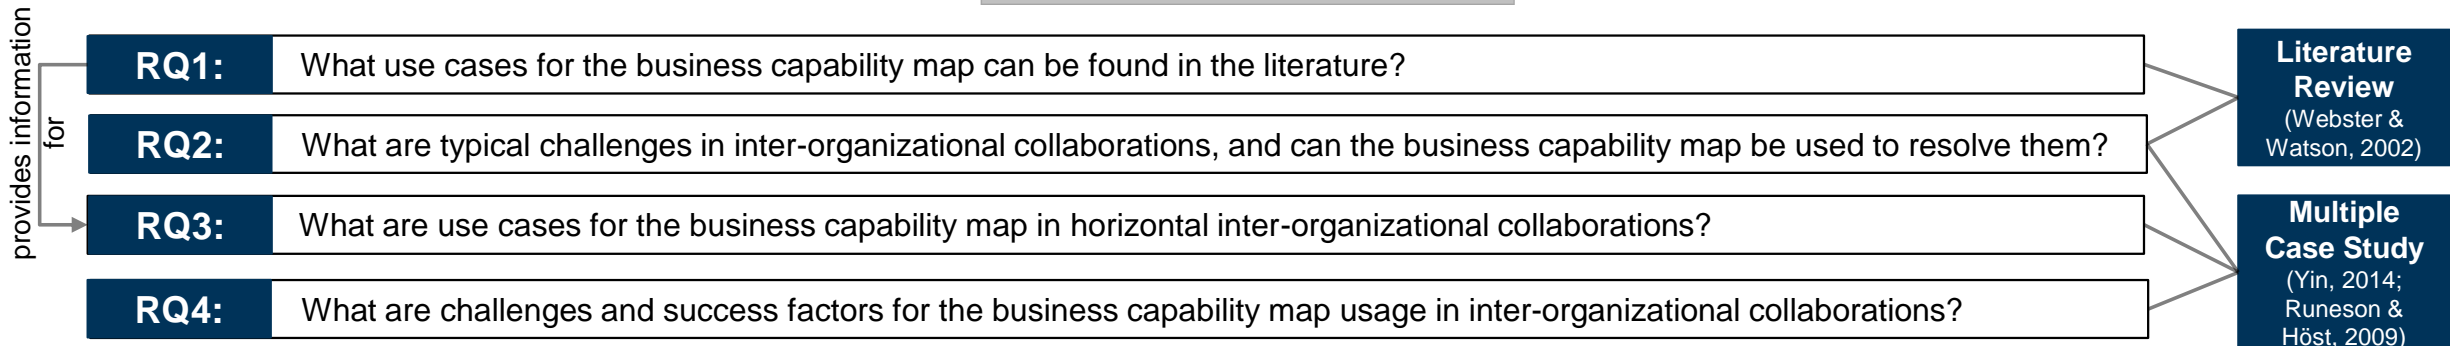 provides information
for
RQ1:
What use cases for the business capability map can be found in the literature?
RQ2:
What are typical challenges in inter-organizational collaborations, and can the business capability map be used to resolve them?
RQ3:
What are use cases for the business capability map in horizontal inter-organizational collaborations?
RQ4:
What are challenges and success factors for the business capability map usage in inter-organizational collaborations?
Literature
Review
(Webster &
Watson, 2002)
Multiple
Case Study
(Yin, 2014;
Runeson &
Höst, 2009)